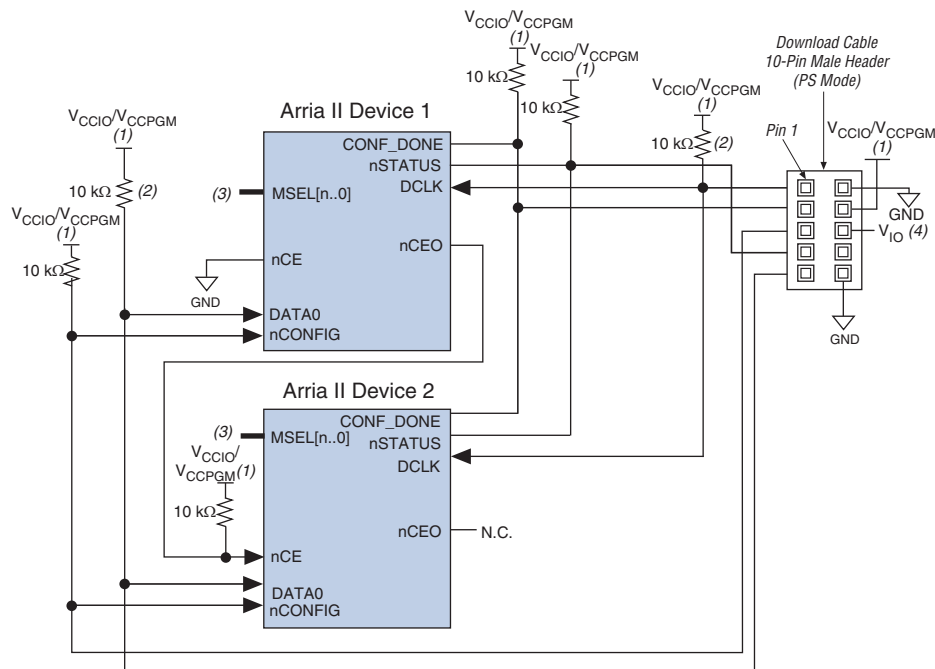 VCCIO/VCCPGM
(1)
10 kΩ
VCCIO/VCCPGM
(1)
10 kΩ
VCCIO/VCCPGM
(1)
10 kΩ (2)
Download Cable
10-Pin Male Header
(PS Mode)
Pin 1
VCCIO/VCCPGM
(1)
GND
VIO (4)
GND
VCCIO/VCCPGM
(1)
10 kΩ (2)
VCCIO/VCCPGM
(1)
10 kΩ
Arria II Device 1
CONF_DONE
nSTATUS
DCLK
(3)
MSEL[n..0]
nCEO
nCE
GND
DATA0
nCONFIG
Arria II Device 2
CONF_DONE
nSTATUS
DCLK
(3)
MSEL[n..0]
VCCIO/
VCCPGM (1)
10 kΩ
nCEO
N.C.
nCE
DATA0
nCONFIG